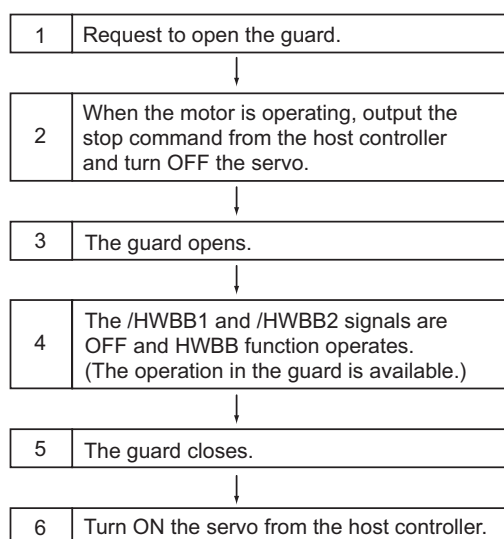 1 Request to open the guard.
2 When the motor is operating, output the
stop command from the host controller
and turn OFF the servo.
3 The guard opens.
4 The /HWBB1 and /HWBB2 signals are
OFF and HWBB function operates.
(The operation in the guard is available.)
5 The guard closes.
6 Turn ON the servo from the host controller.